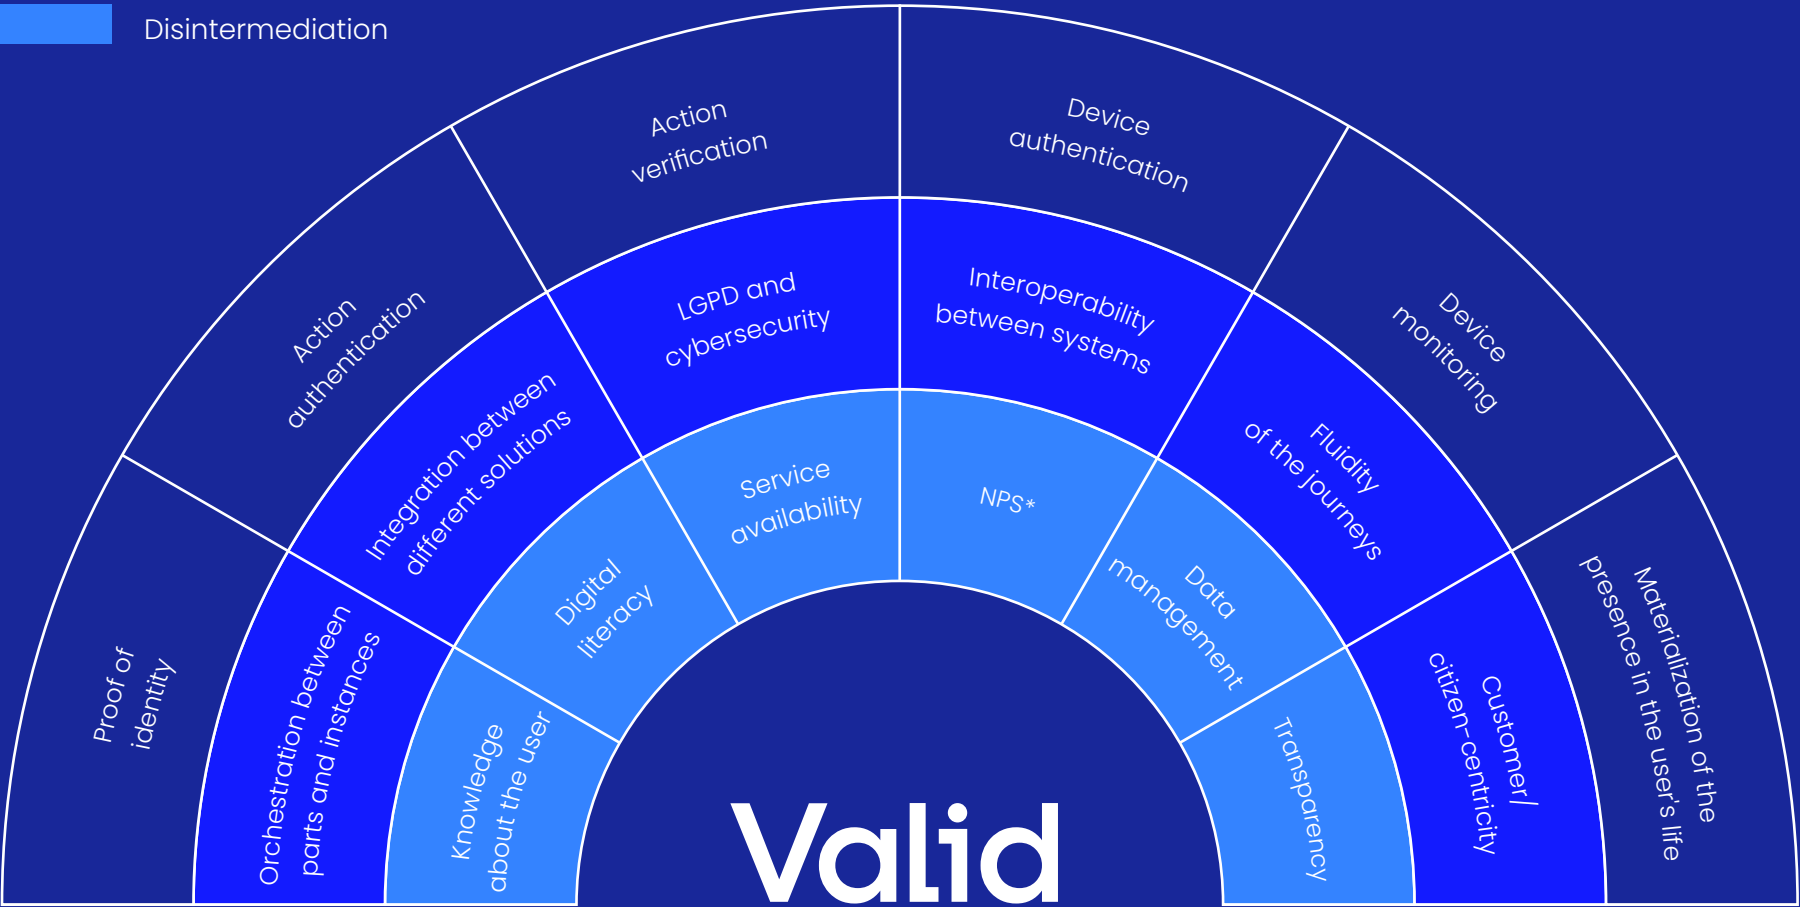 Disintermediation
Proof of
identity
Action
authentication
Action
verification
Device
authentication
Device
monitoring
Materialization of the
presence in the user's life
Orchestration between
parts and instances
Integration between
different solutions
LGPD and
cybersecurity
Interoperability
between systems
Fluidity
of the journeys
Customer/
citizen-centricity
Knowledge
about the user
Digital
literacy
Service
availability
NPS*
Data
management
Transparency
Valid